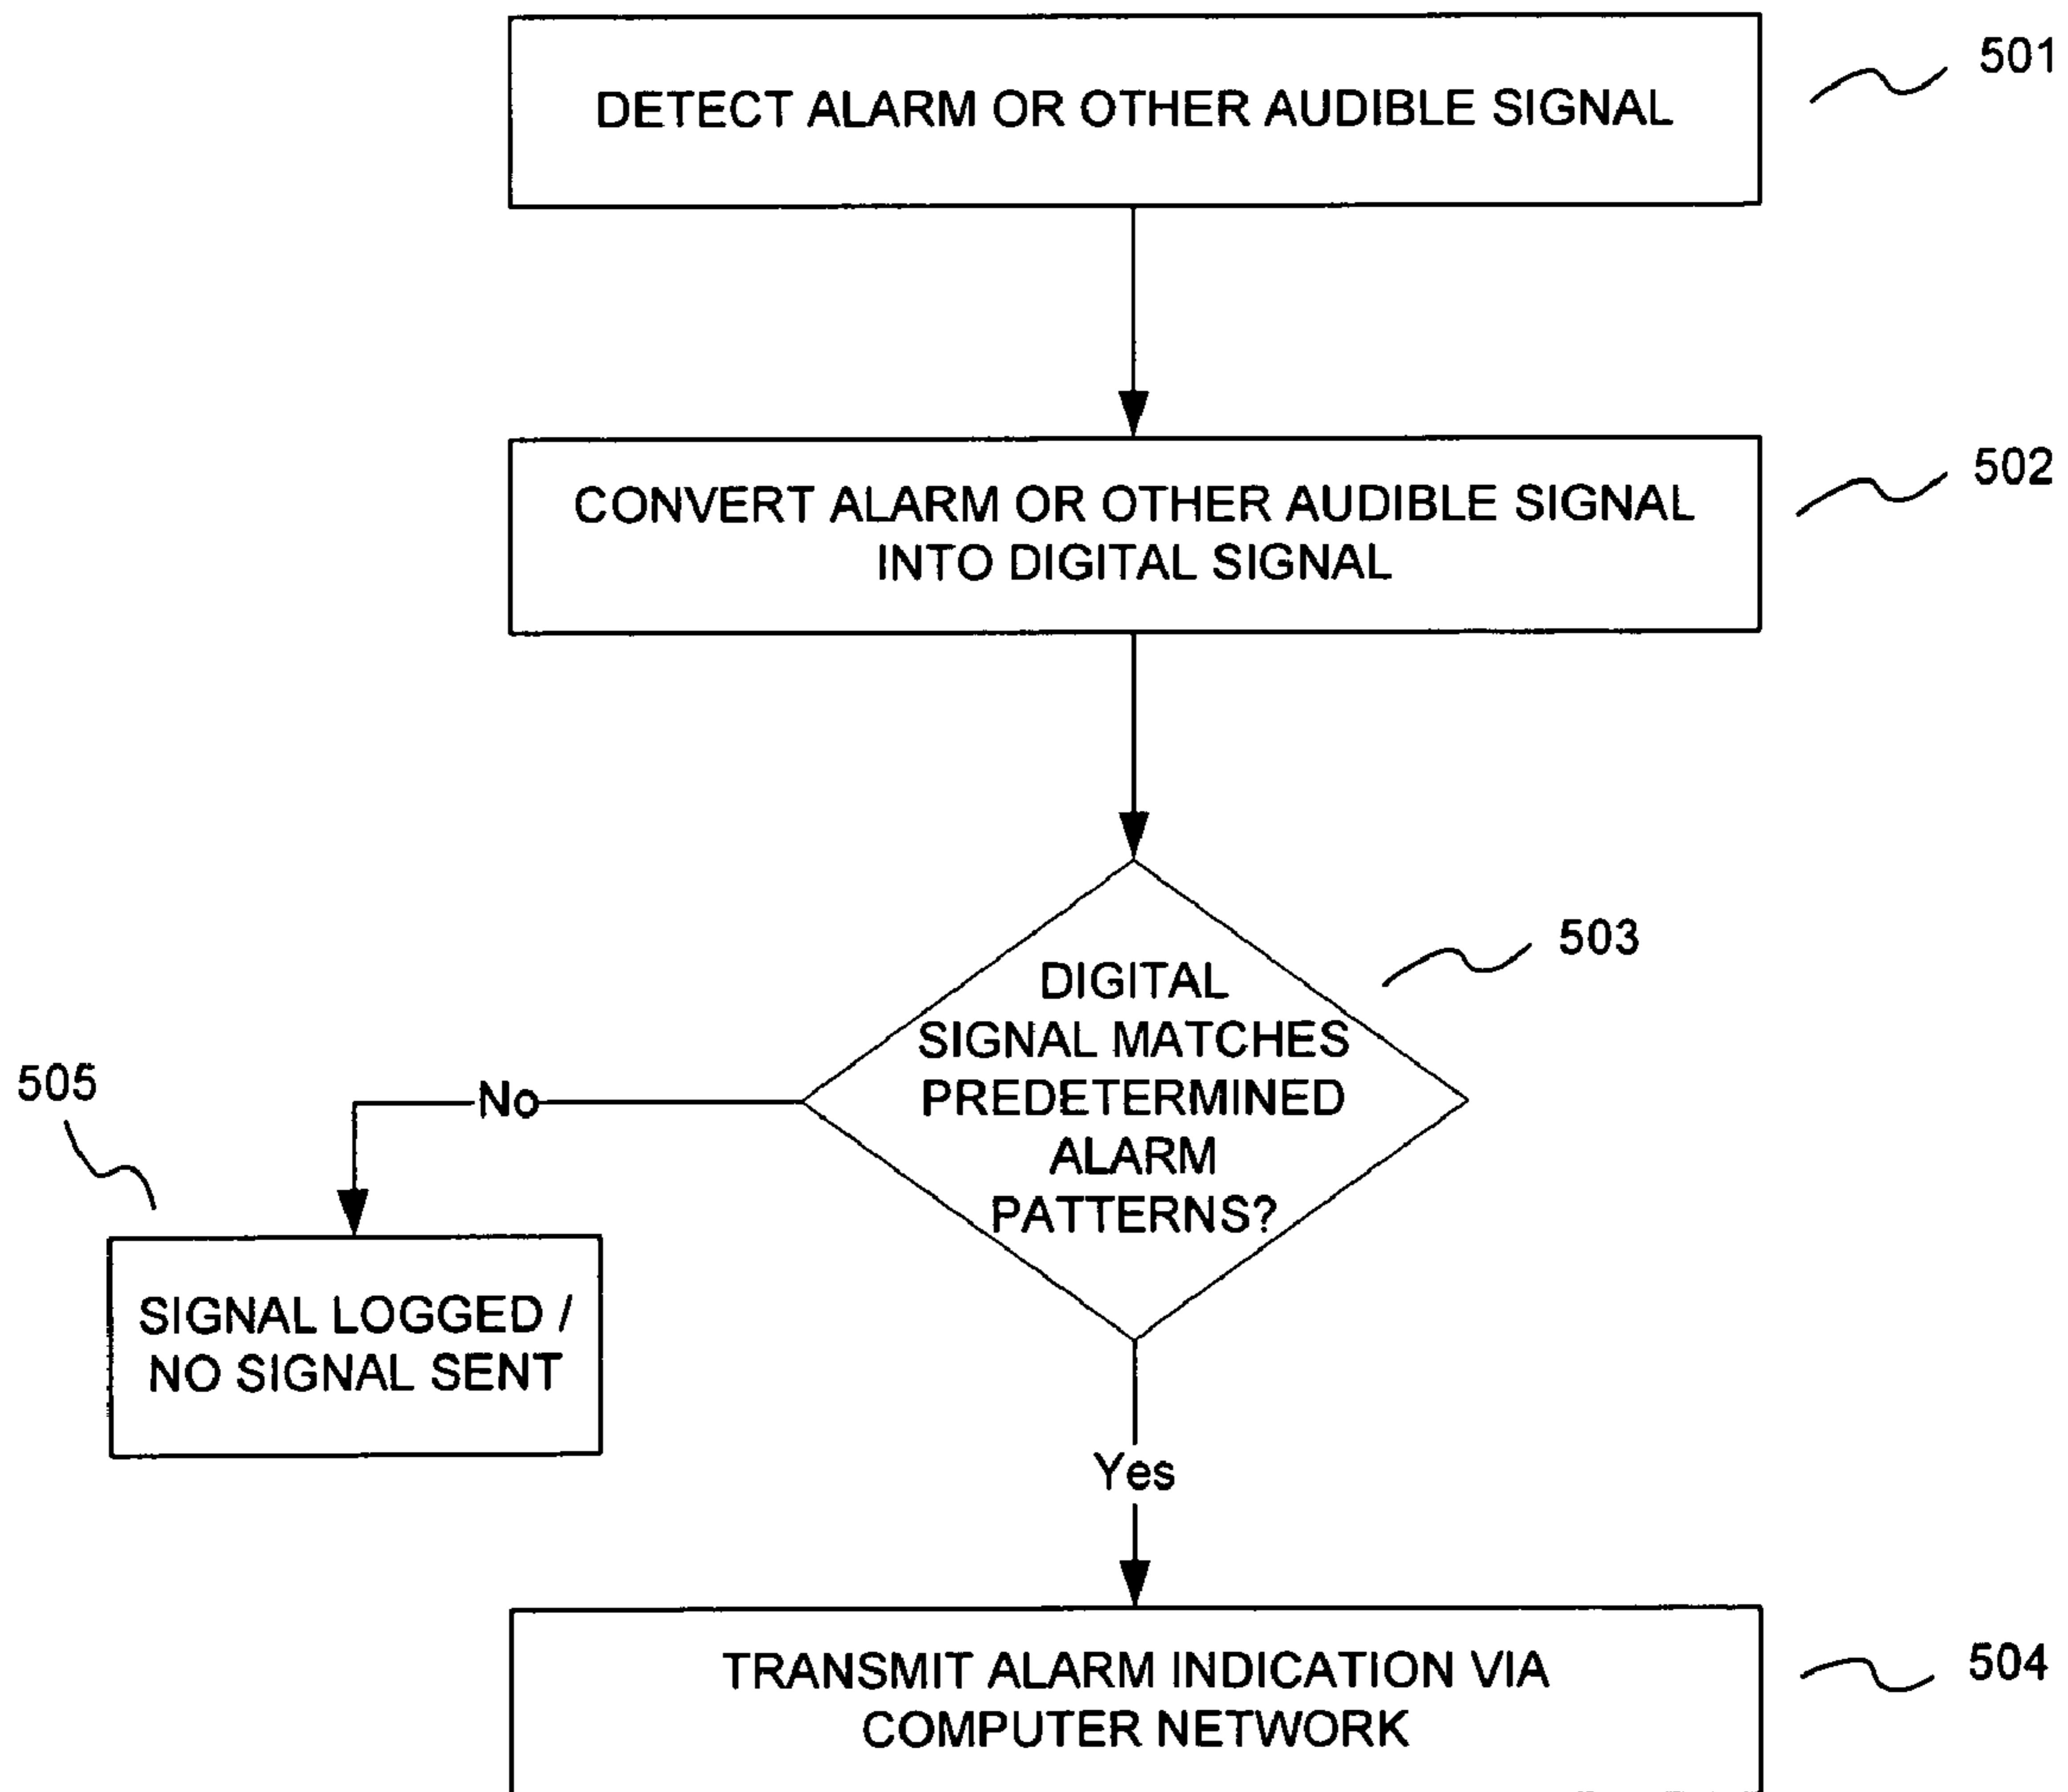 DETECT ALARM OR OTHER AUDIBLE SIGNAL
501
CONVERT ALARM OR OTHER AUDIBLE SIGNAL
INTO DIGITAL SIGNAL
502
DIGITAL
SIGNAL MATCHES
PREDETERMINED
ALARM
PATTERNS?
503
No
505
SIGNAL LOGGED /
NO SIGNAL SENT
Yes
TRANSMIT ALARM INDICATION VIA
COMPUTER NETWORK
504